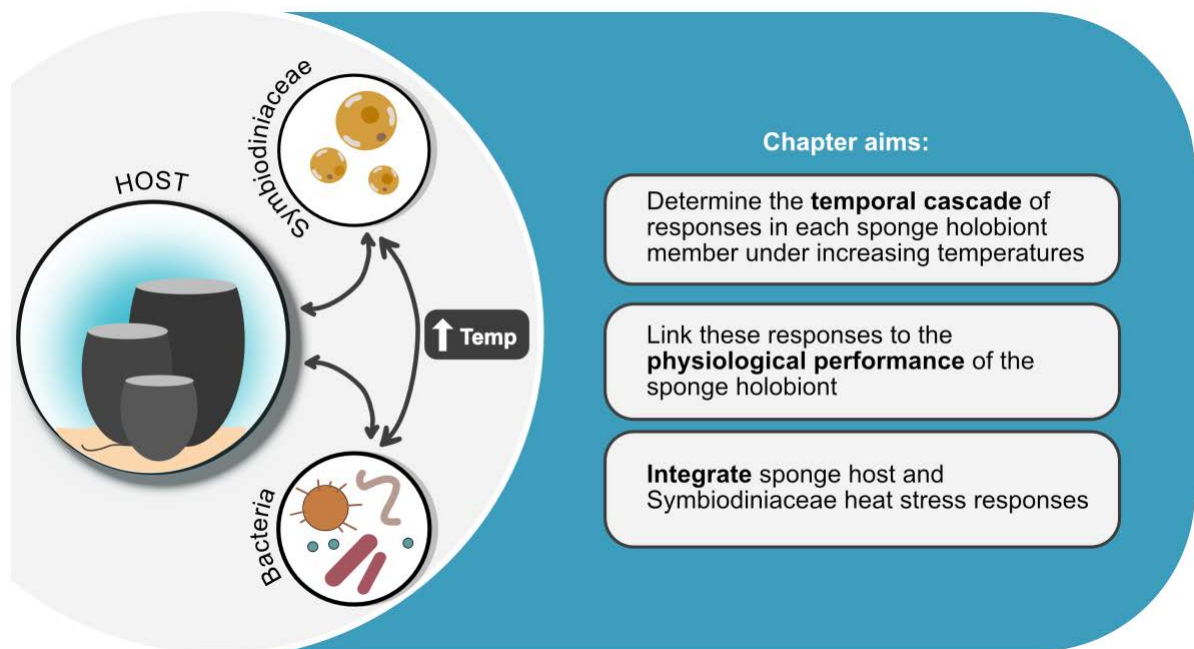 HOST
Symbiodiniaceae
Bacteria
Temp
Chapter aims:
Determine the temporal cascade of
responses in each sponge holobiont
member under increasing temperatures
Link these responses to the
physiological performance of the
sponge holobiont
Integrate sponge host and
Symbiodiniaceae heat stress responses